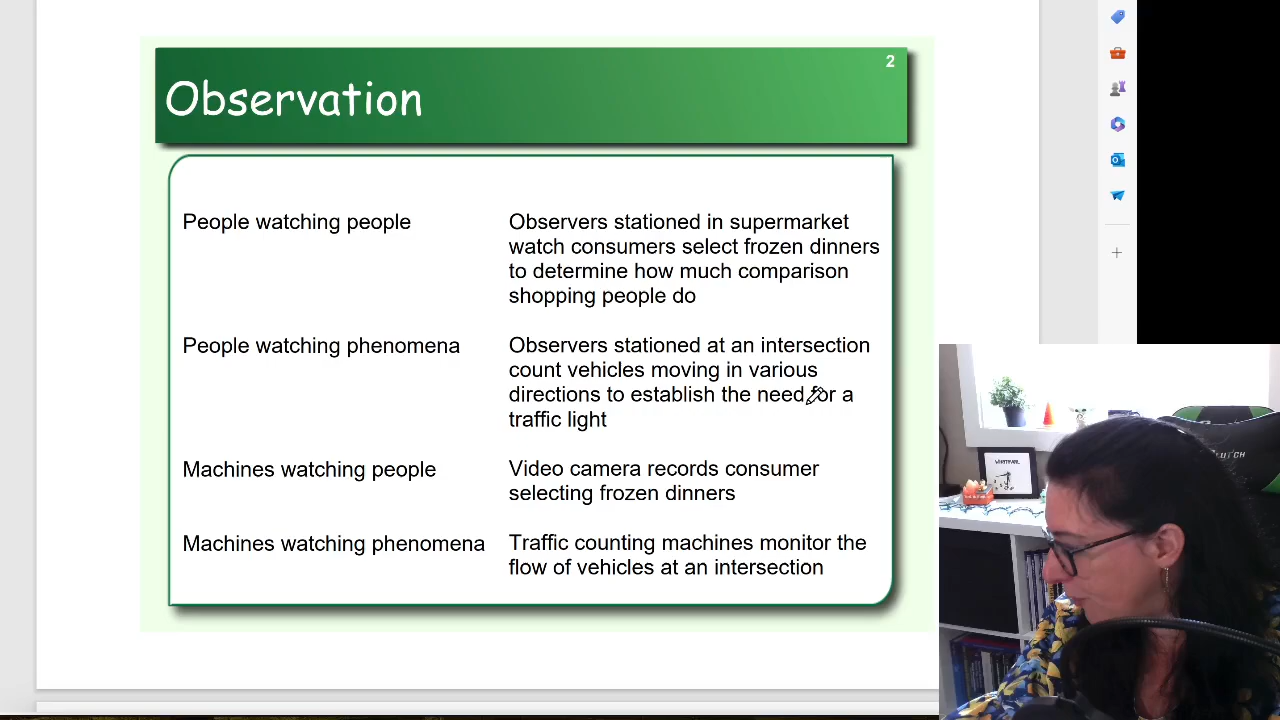 2
Observation
People watching people
Observers stationed in supermarket
watch consumers select frozen dinners
to determine how much comparison
shopping people do
People watching phenomena
Observers stationed at an intersection
count vehicles moving in various
directions to establish the need for a
traffic light
Machines watching people
Video camera records consumer
selecting frozen dinners
Machines watching phenomena
Traffic counting machines monitor the
flow of vehicles at an intersection